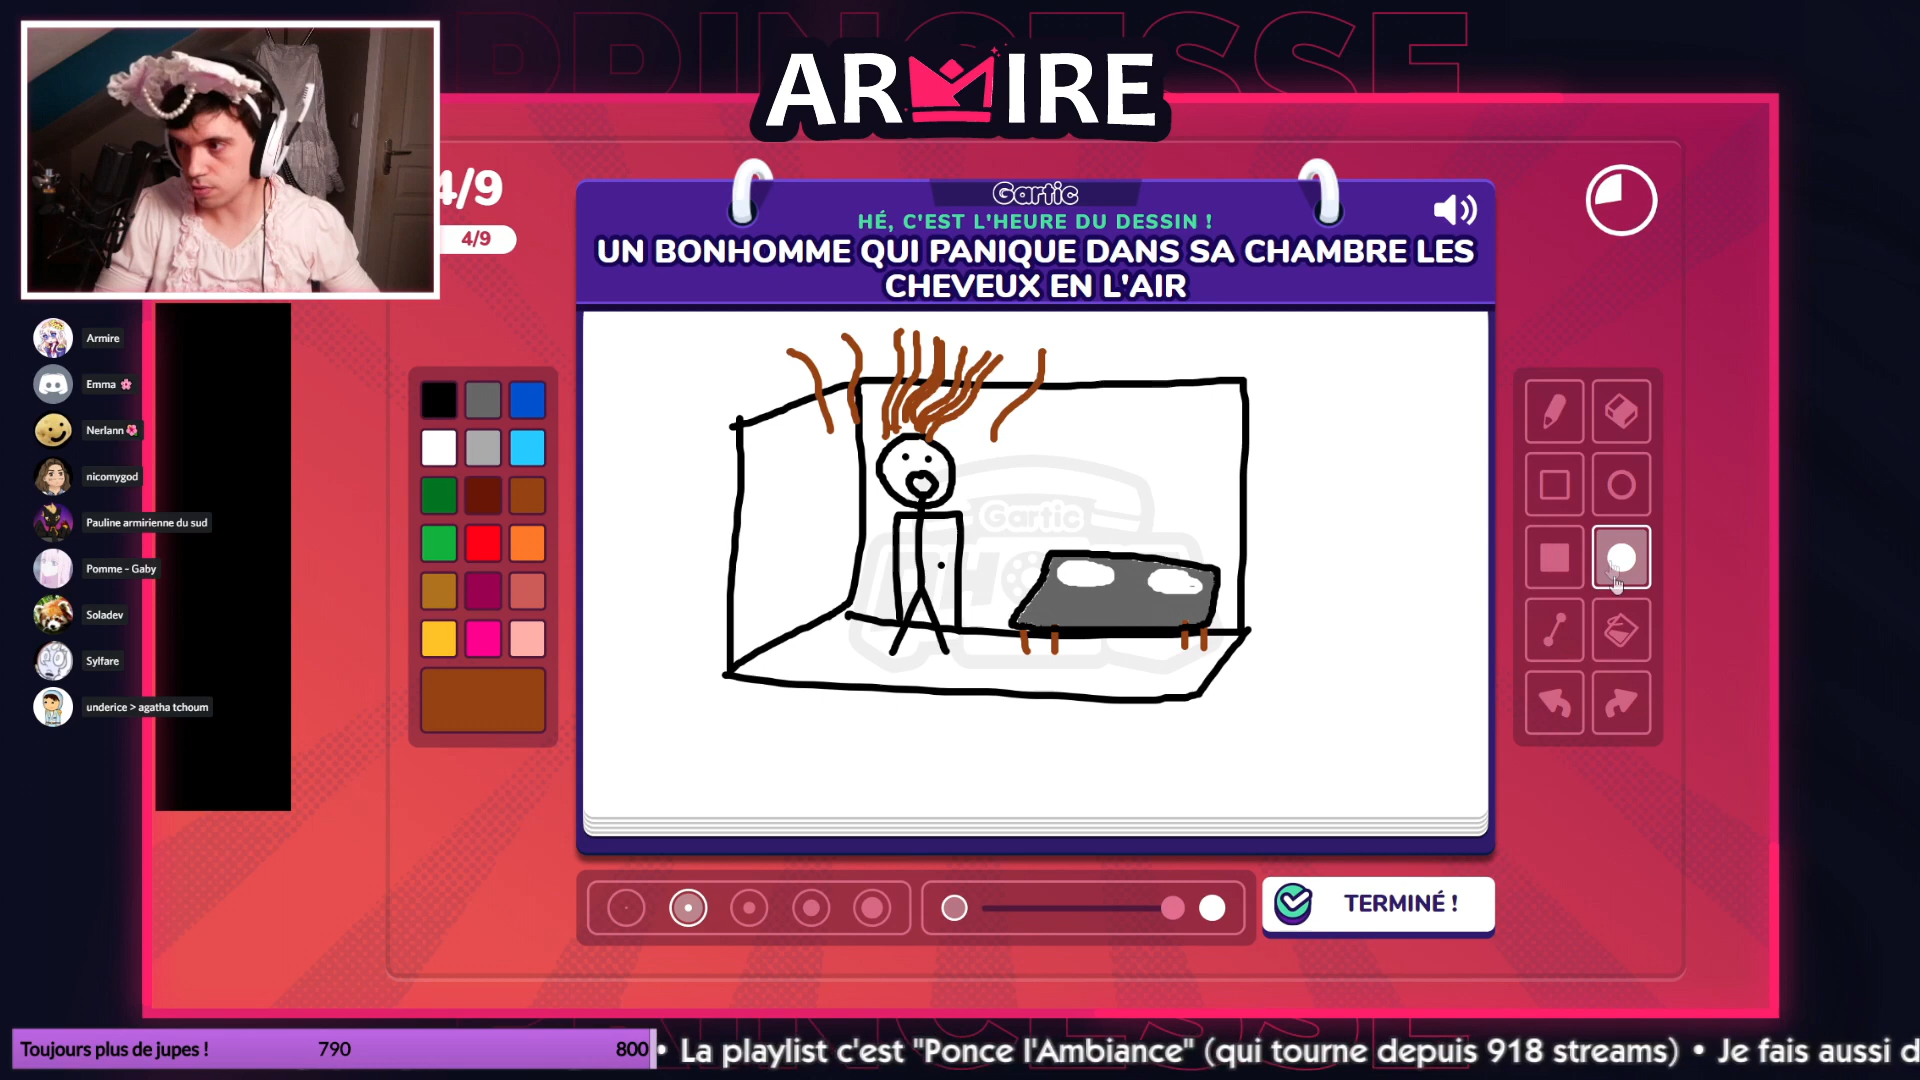 PRINCESSE
ARMIRE
4/9
4/9
Gartic
HÉ, C'EST L'HEURE DU DESSIN !
UN BONHOMME QUI PANIQUE DANS SA CHAMBRE LES
CHEVEUX EN L'AIR
Armire
Emma
Nerlann
nicomygod
Pauline armirienne du sud
Pomme - Gaby
Soladev
Sylfare
underice > agatha tchoum
Gartic
TERMINÉ !
Toujours plus de jupes ! 790 800
• La playlist c'est "Ponce l'Ambiance" (qui tourne depuis 918 streams) • Je fais aussi d
PRINCESSE